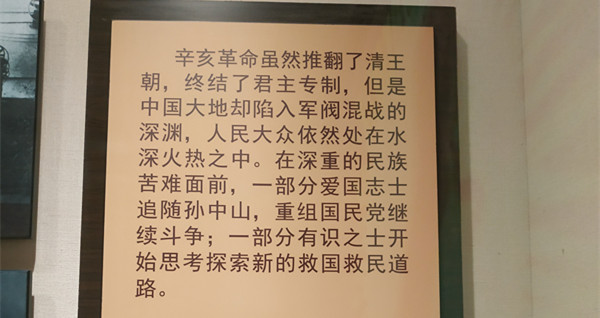 辛亥革命虽然推翻了清王
朝，终结了君主专制，但是
中国大地却陷入军阀混战的
深渊，人民大众依然处在水
深火热之中。在深重的民族
苦难面前，一部分爱国志士
追随孙中山，重组国民党继
续斗争；一部分有识之士开
始思考探索新的救国救民道
路。